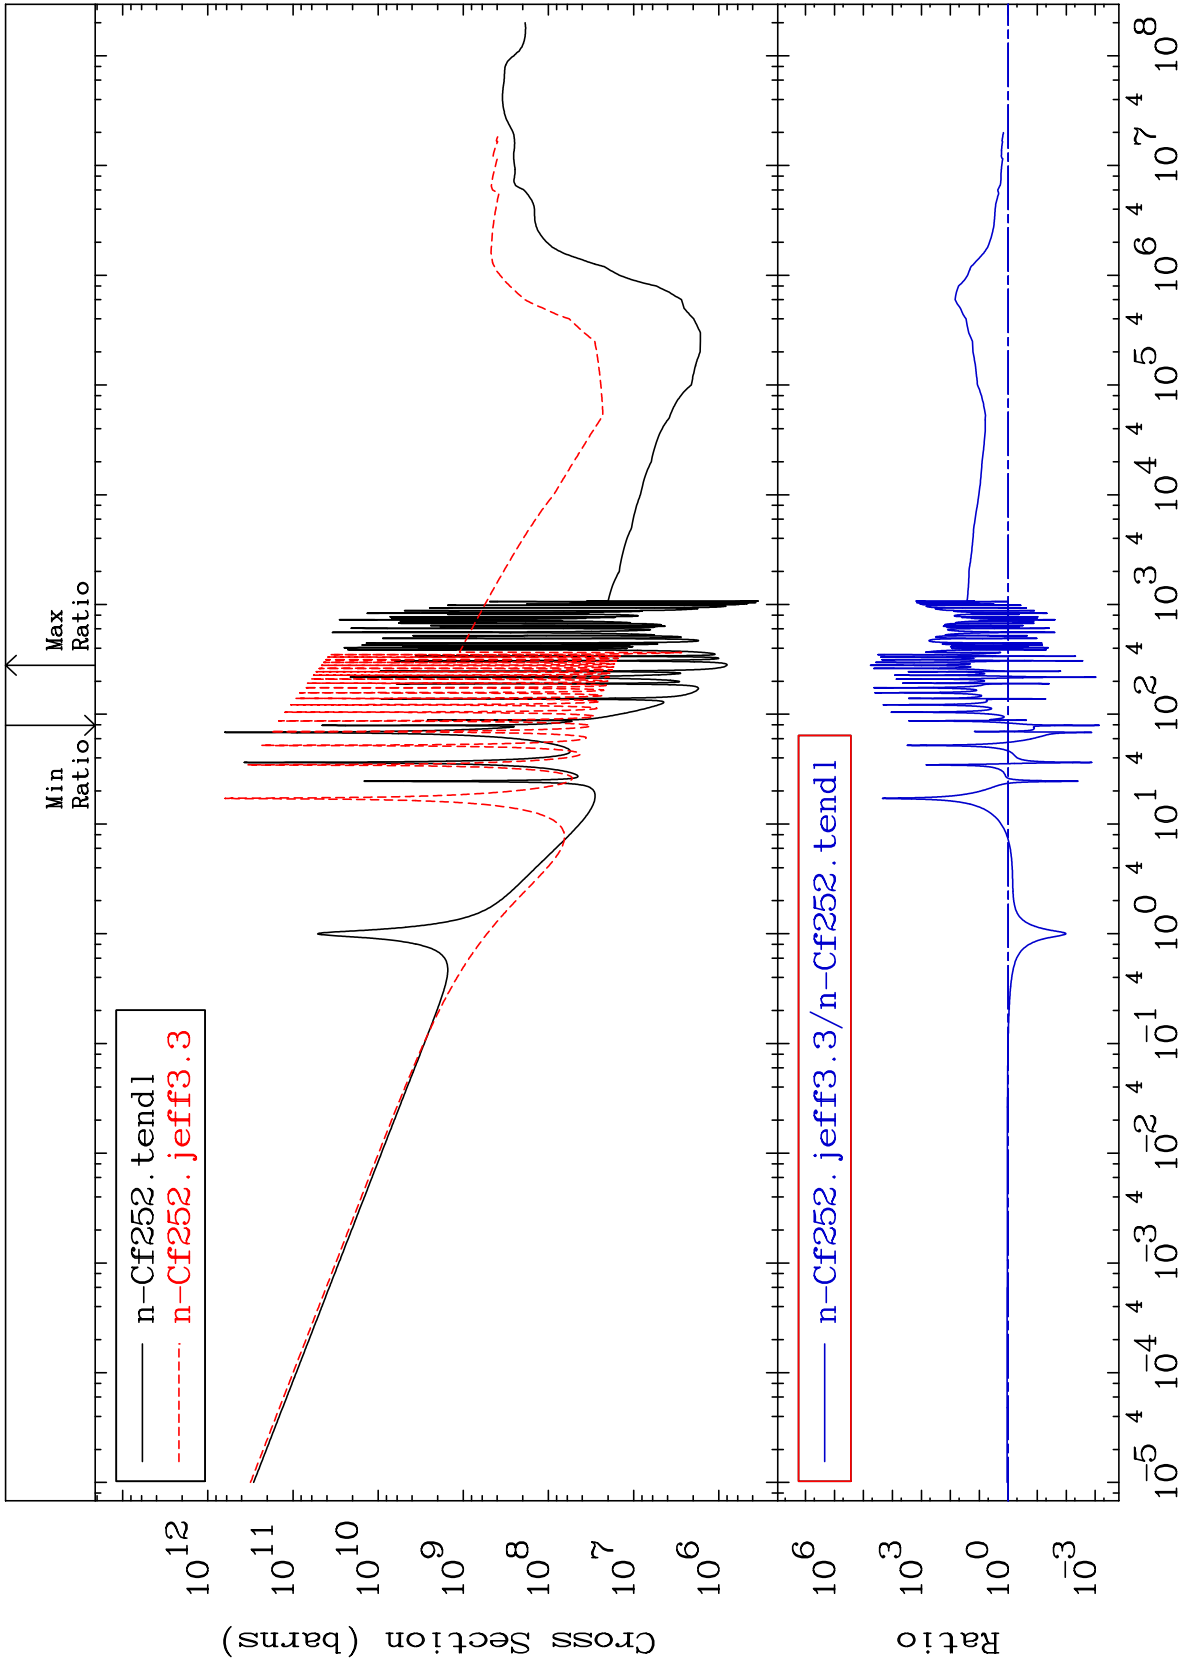 Min
Ratio
Max
Ratio
n-Cf252.tendl
n-Cf252.jeff3.3
10^12
10^11
10^10
10^9
10^8
10^7
10^6
Cross Section (barns)
n-Cf252.jeff3.3/n-Cf252.tendl
10^6
10^3
10^0
10^-3
Ratio
10^-5 4 10^-4 4 10^-3 4 10^-2 4 10^-1 4 10^0 4 10^1 4 10^2 4 10^3 4 10^4 4 10^5 4 10^6 4 10^7 4 10^8